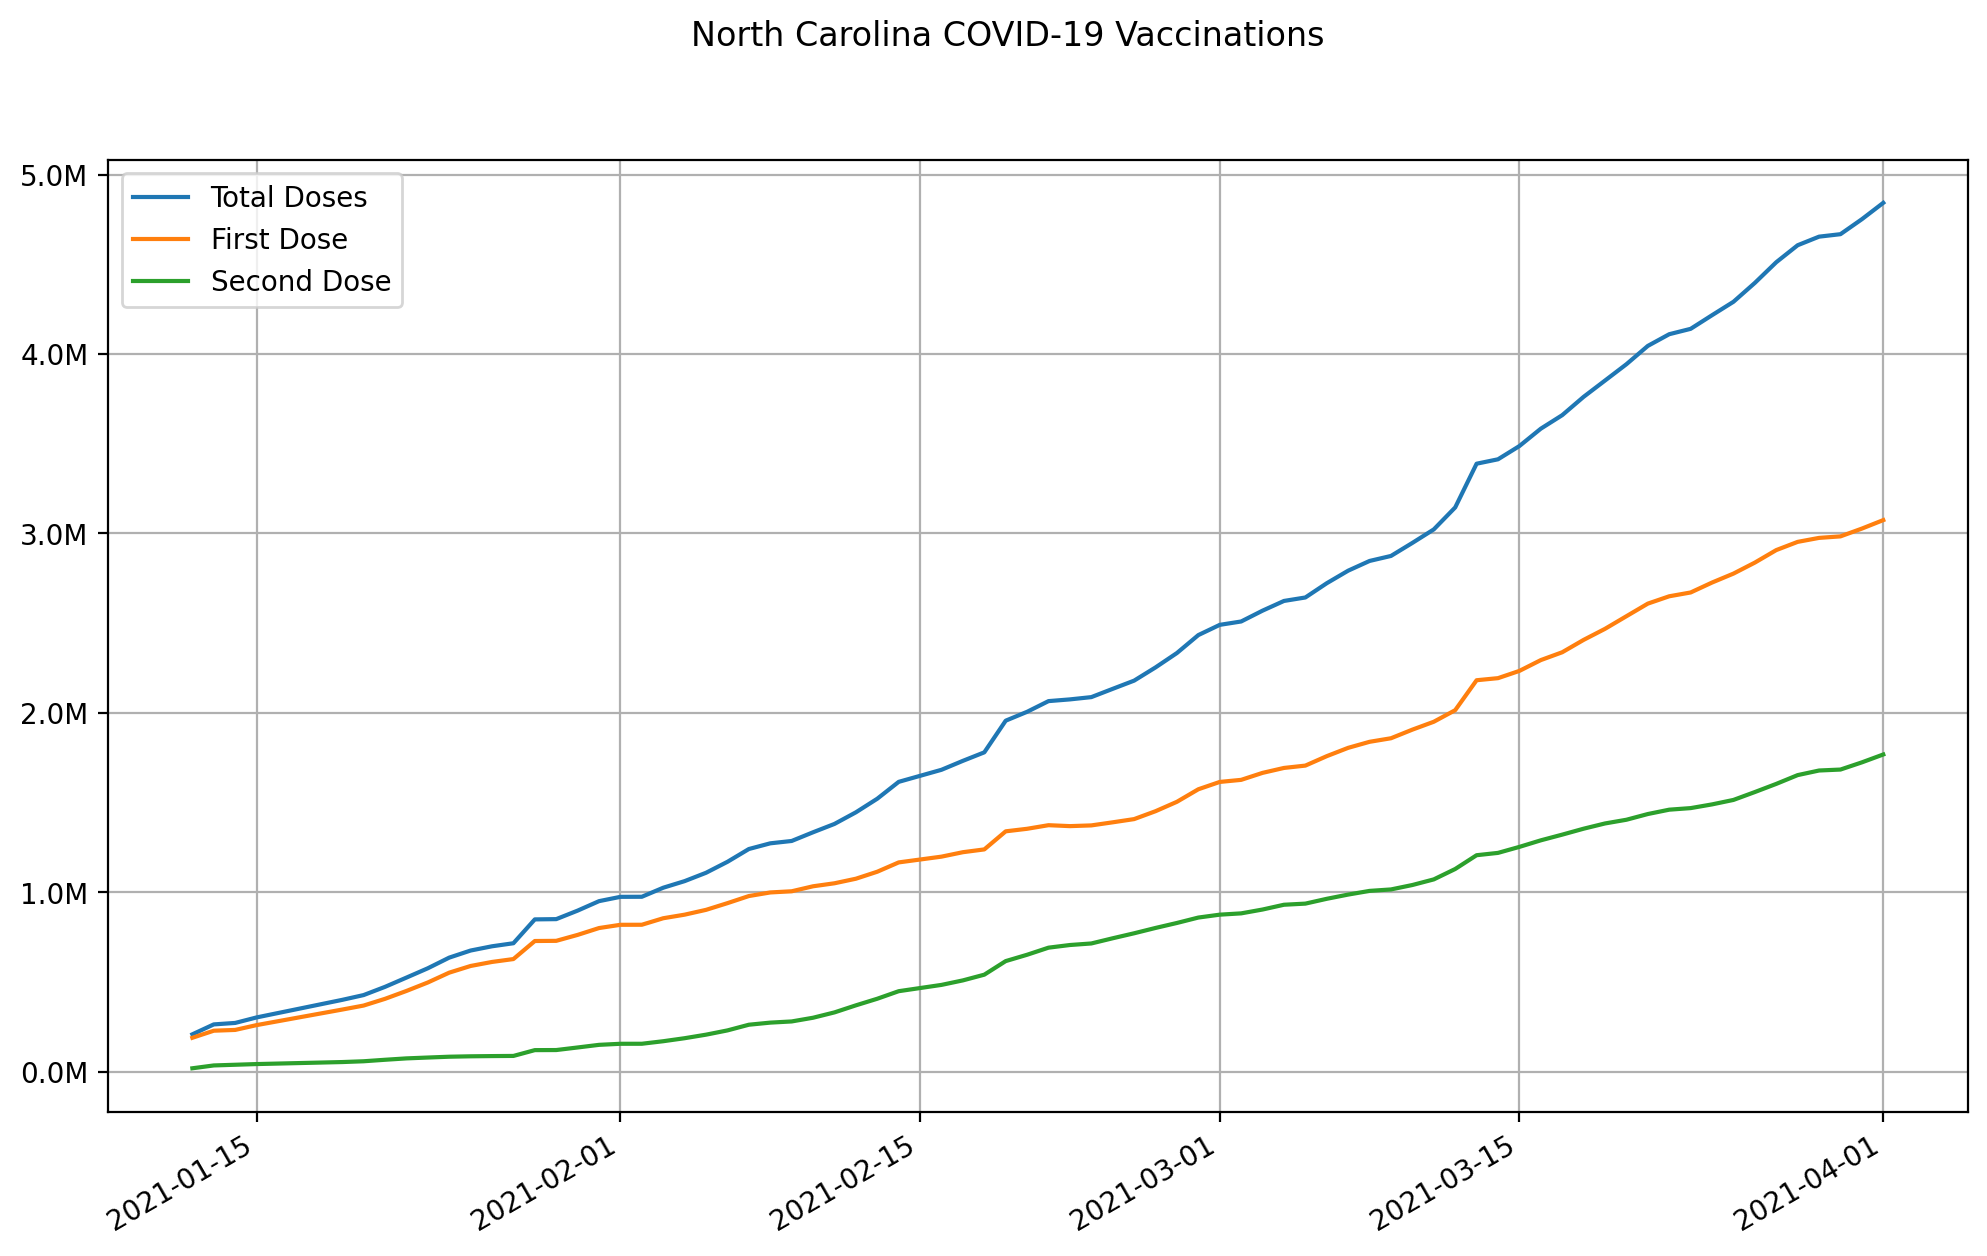 North Carolina COVID-19 Vaccinations
5.0M
4.0M
3.0M
2.0M
1.0M
0.0M
Total Doses
First Dose
Second Dose
2021-01-15
2021-02-01
2021-02-15
2021-03-01
2021-03-15
2021-04-01